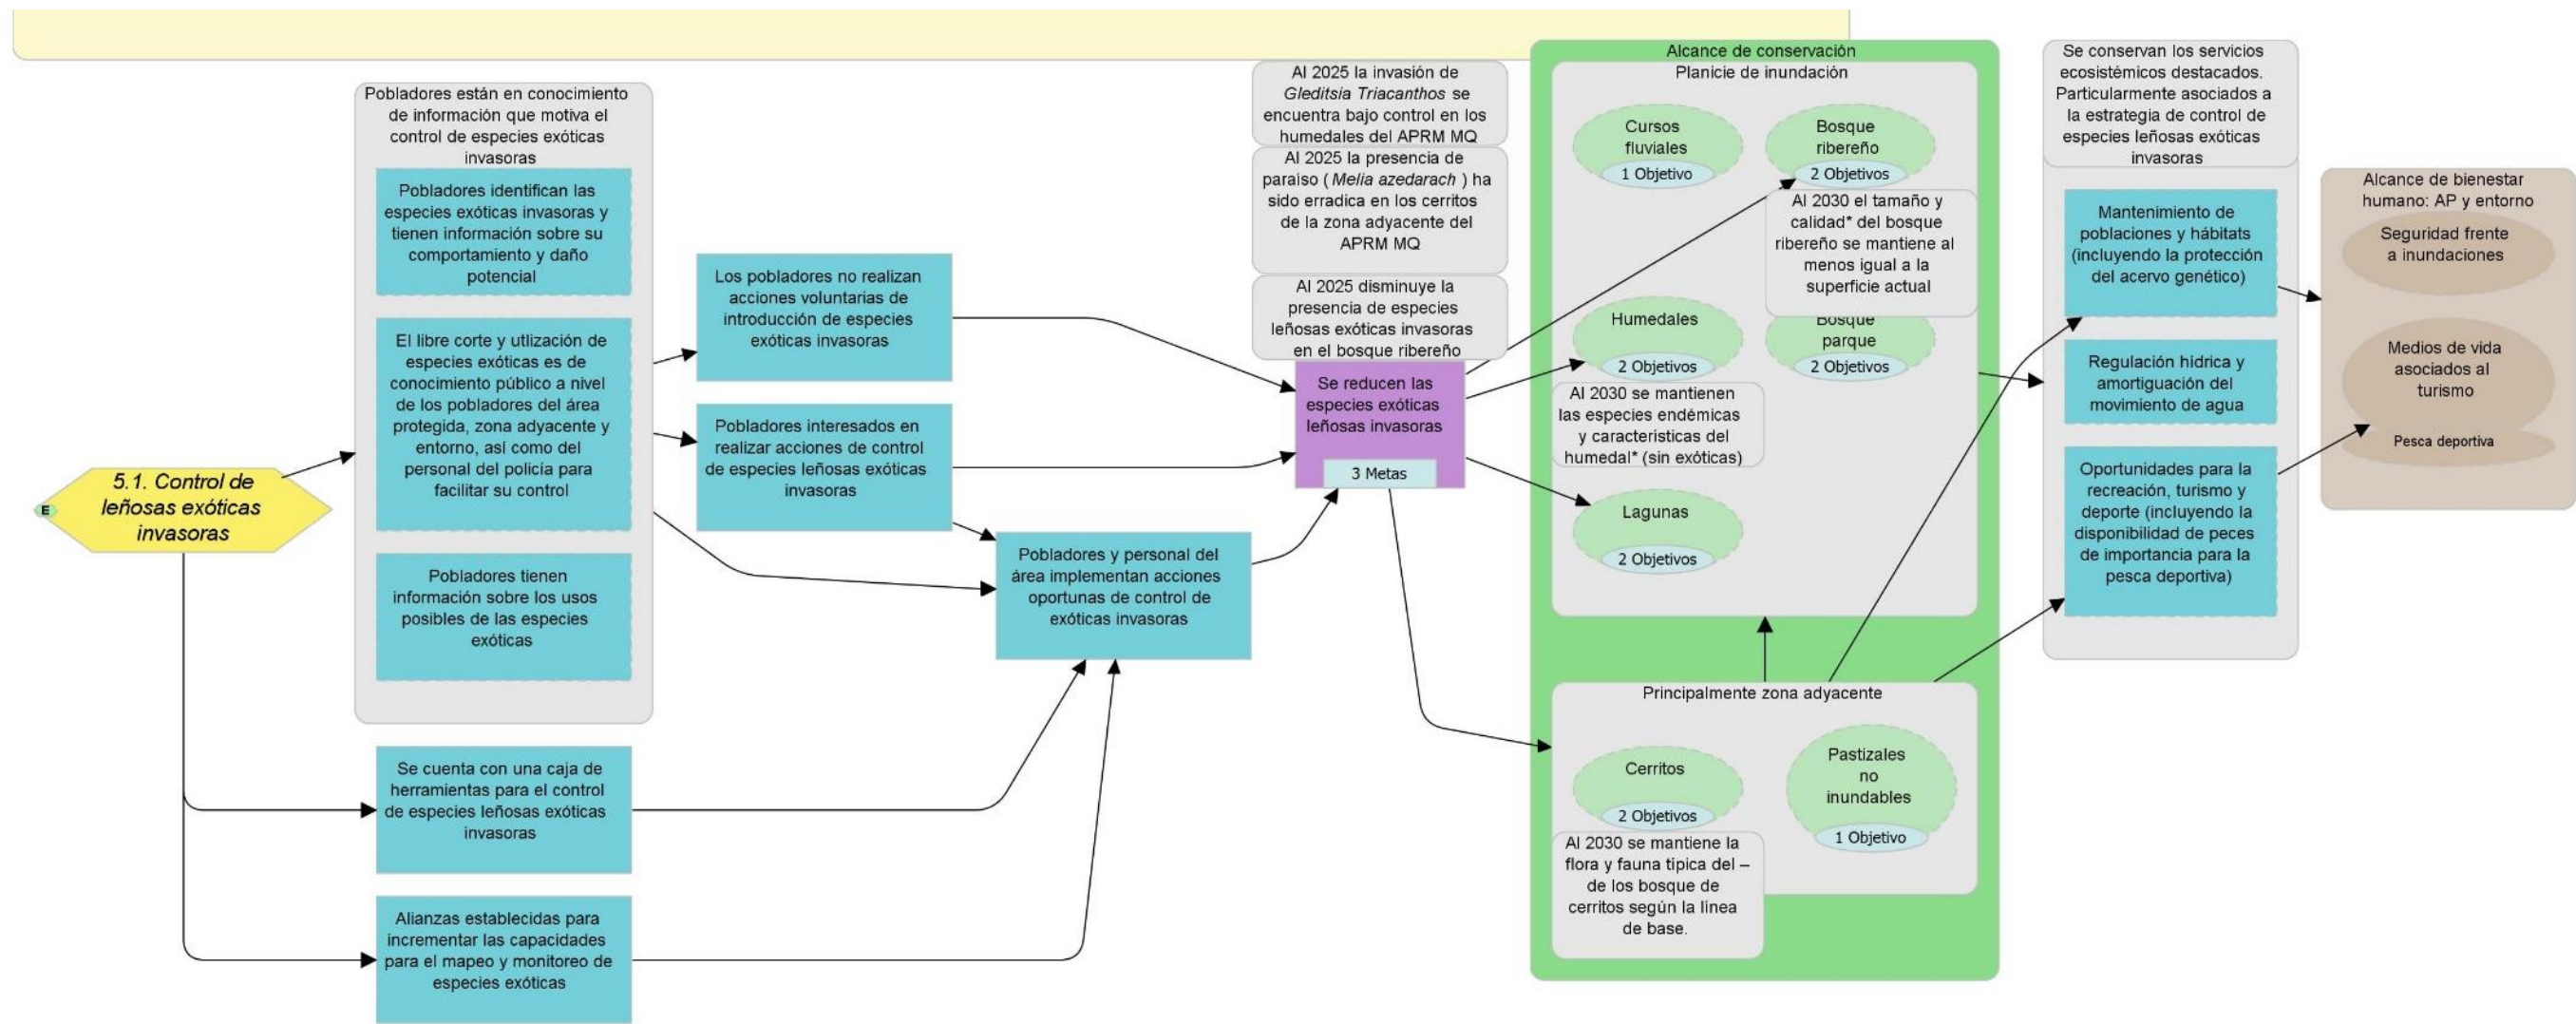 E
5.1. Control de
leñosas exóticas
invasoras
Pobladores están en conocimiento
de información que motiva el
control de especies exóticas
invasoras
Pobladores identifican las
especies exóticas invasoras y
tienen información sobre su
comportamiento y daño
potencial
El libre corte y utlización de
especies exóticas es de
conocimiento público a nivel
de los pobladores del área
protegida, zona adyacente y
entorno, así como del
personal del policía para
facilitar su control
Pobladores tienen
información sobre los usos
posibles de las especies
exóticas
Se cuenta con una caja de
herramientas para el control
de especies leñosas exóticas
invasoras
Alianzas establecidas para
incrementar las capacidades
para el mapeo y monitoreo de
especies exóticas
Los pobladores no realizan
acciones voluntarias de
introducción de especies
exóticas invasoras
Pobladores interesados en
realizar acciones de control
de especies leñosas exóticas
invasoras
Pobladores y personal del
área implementan acciones
oportunas de control de
exóticas invasoras
Al 2025 la invasión de
Gleditsia Triacanthos se
encuentra bajo control en los
humedales del APRM MQ
Al 2025 la presencia de
paraíso ( Melia azedarach ) ha
sido erradica en los cerritos
de la zona adyacente del
APRM MQ
Al 2025 disminuye la
presencia de especies
leñosas exóticas invasoras
en el bosque ribereño
Se reducen las
especies exóticas
leñosas invasoras
3 Metas
Alcance de conservación
Planicie de inundación
Cursos
fluviales
1 Objetivo
Bosque
ribereño
2 Objetivos
Al 2030 el tamaño y
calidad* del bosque
ribereño se mantiene al
menos igual a la
superficie actual
Humedales
2 Objetivos
Al 2030 se mantienen
las especies endémicas
y características del
humedal* (sin exóticas)
Bosque
parque
2 Objetivos
Lagunas
2 Objetivos
Principalmente zona adyacente
Cerritos
2 Objetivos
Al 2030 se mantiene la
flora y fauna típica del –
de los bosque de
cerritos según la linea
de base.
Pastizales
no
inundables
1 Objetivo
Se conservan los servicios
ecosistémicos destacados.
Particularmente asociados a
la estrategia de control de
especies leñosas exóticas
invasoras
Mantenimiento de
poblaciones y hábitats
(incluyendo la protección
del acervo genético)
Regulación hídrica y
amortiguación del
movimiento de agua
Oportunidades para la
recreación, turismo y
deporte (incluyendo la
disponibilidad de peces
de importancia para la
pesca deportiva)
Alcance de bienestar
humano: AP y entorno
Seguridad frente
a inundaciones
Medios de vida
asociados al
turismo
Pesca deportiva